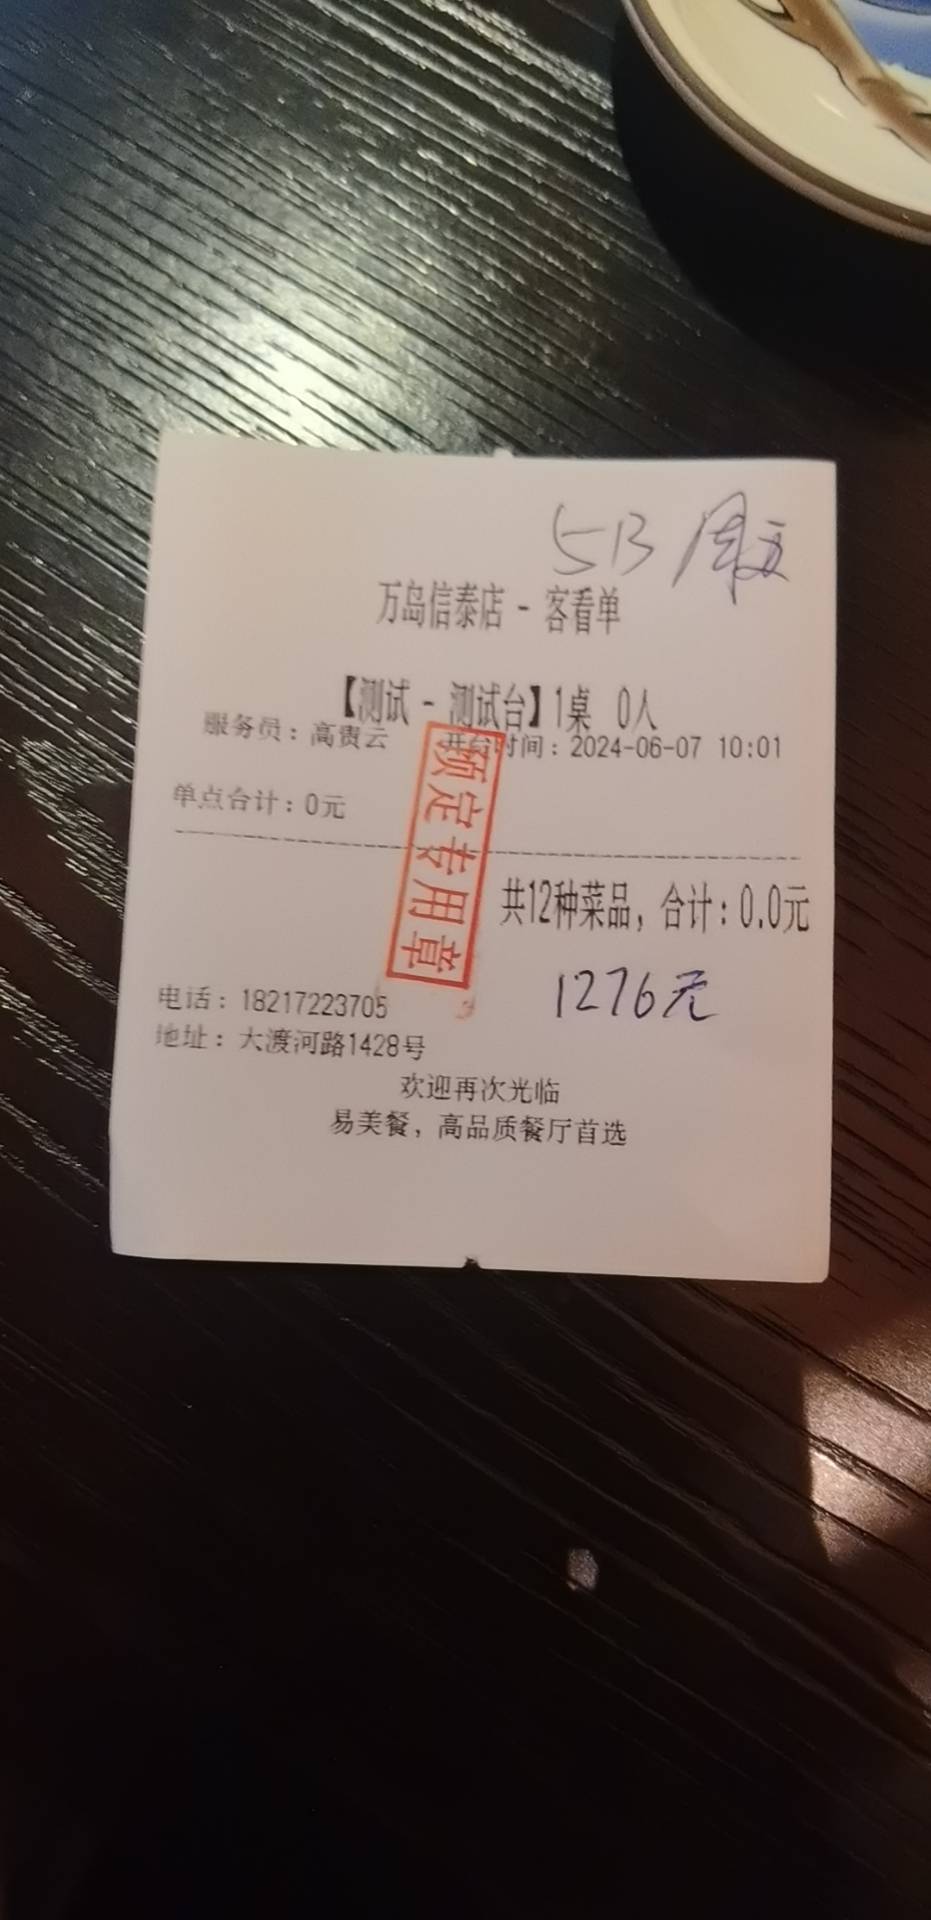 5B 周五
万岛信泰店 - 客看单
【测试 - 测试台】1桌 0人
服务员：高贵云 开台时间：2024-06-07 10:01
单点合计：0元
预定专用章
共12种菜品，合计：0.0元
1276元
电话：18217223705
地址：大渡河路1428号
欢迎再次光临
易美餐，高品质餐厅首选